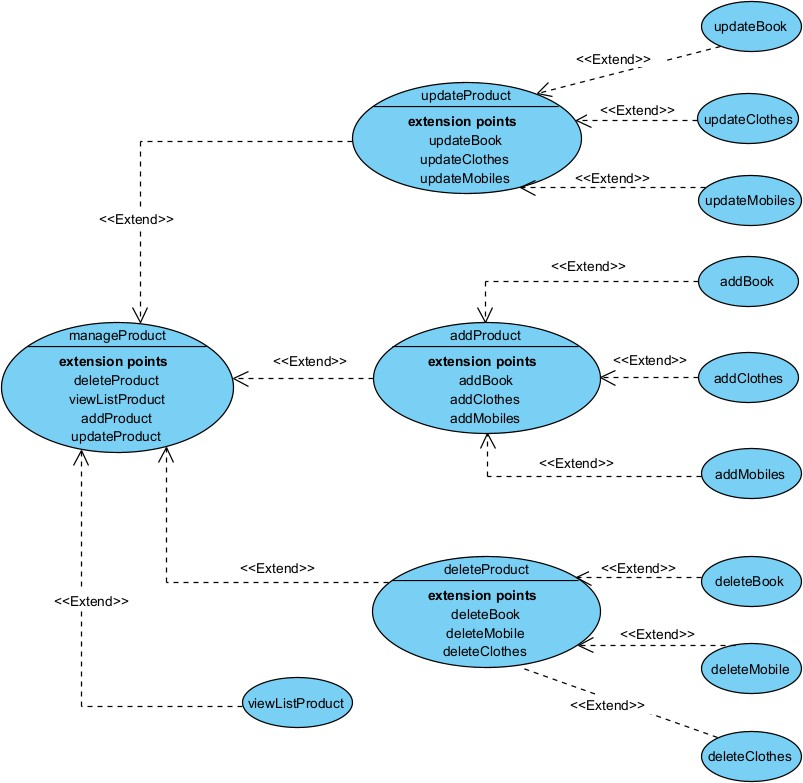 updateBook
<<Extend>>
updateProduct
extension points
updateBook
updateClothes
updateMobiles
<<Extend>>
updateClothes
<<Extend>>
updateMobiles
<<Extend>>
<<Extend>>
addBook
manageProduct
extension points
deleteProduct
viewListProduct
addProduct
updateProduct
<<Extend>>
addProduct
extension points
addBook
addClothes
addMobiles
<<Extend>>
addClothes
<<Extend>>
addMobiles
<<Extend>>
deleteProduct
extension points
deleteBook
deleteMobile
deleteClothes
<<Extend>>
deleteBook
<<Extend>>
<<Extend>>
deleteMobile
viewListProduct
<<Extend>>
deleteClothes